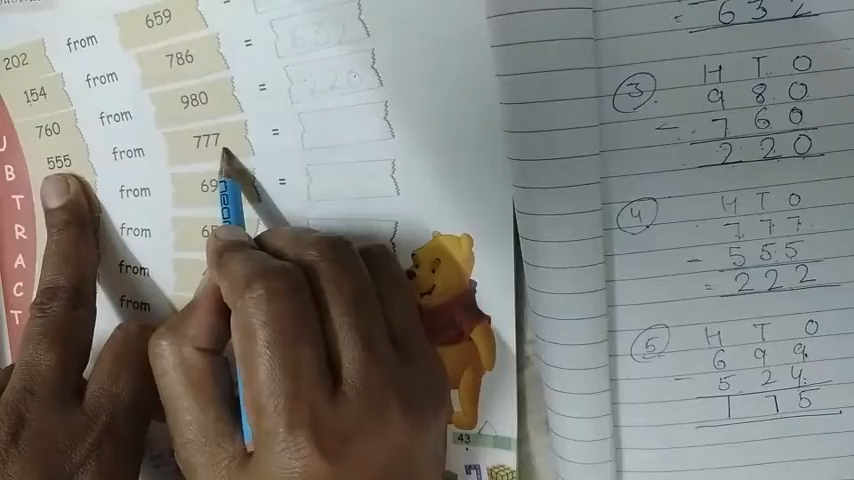 659
202 from 786 =
154 from 980 =
760 from 777 =
555 from 69
from
from
from
from
SUBTRACT
43
= 632
3 H T O
9 8 0
- 7 6 0
2 2 0
4 H T O
7 7 7
- 5 5 5
= 2 2 2
5 H T O
6 9 9
- 5 2 4
1 7 5